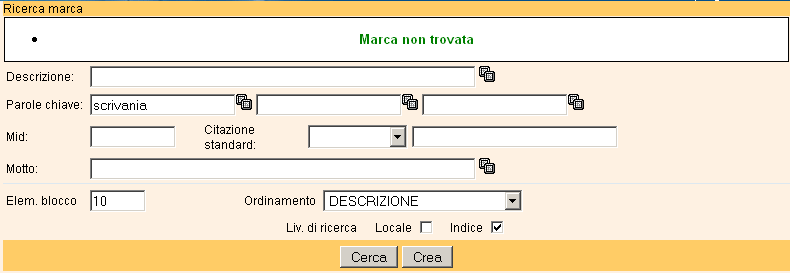 Ricerca marca
Marca non trovata
Descrizione:
Parole chiave: scrivania
Mid: Citazione standard:
Motto:
Elem. blocco 10 Ordinamento DESCRIZIONE
Liv. di ricerca Locale Indice
Cerca Crea